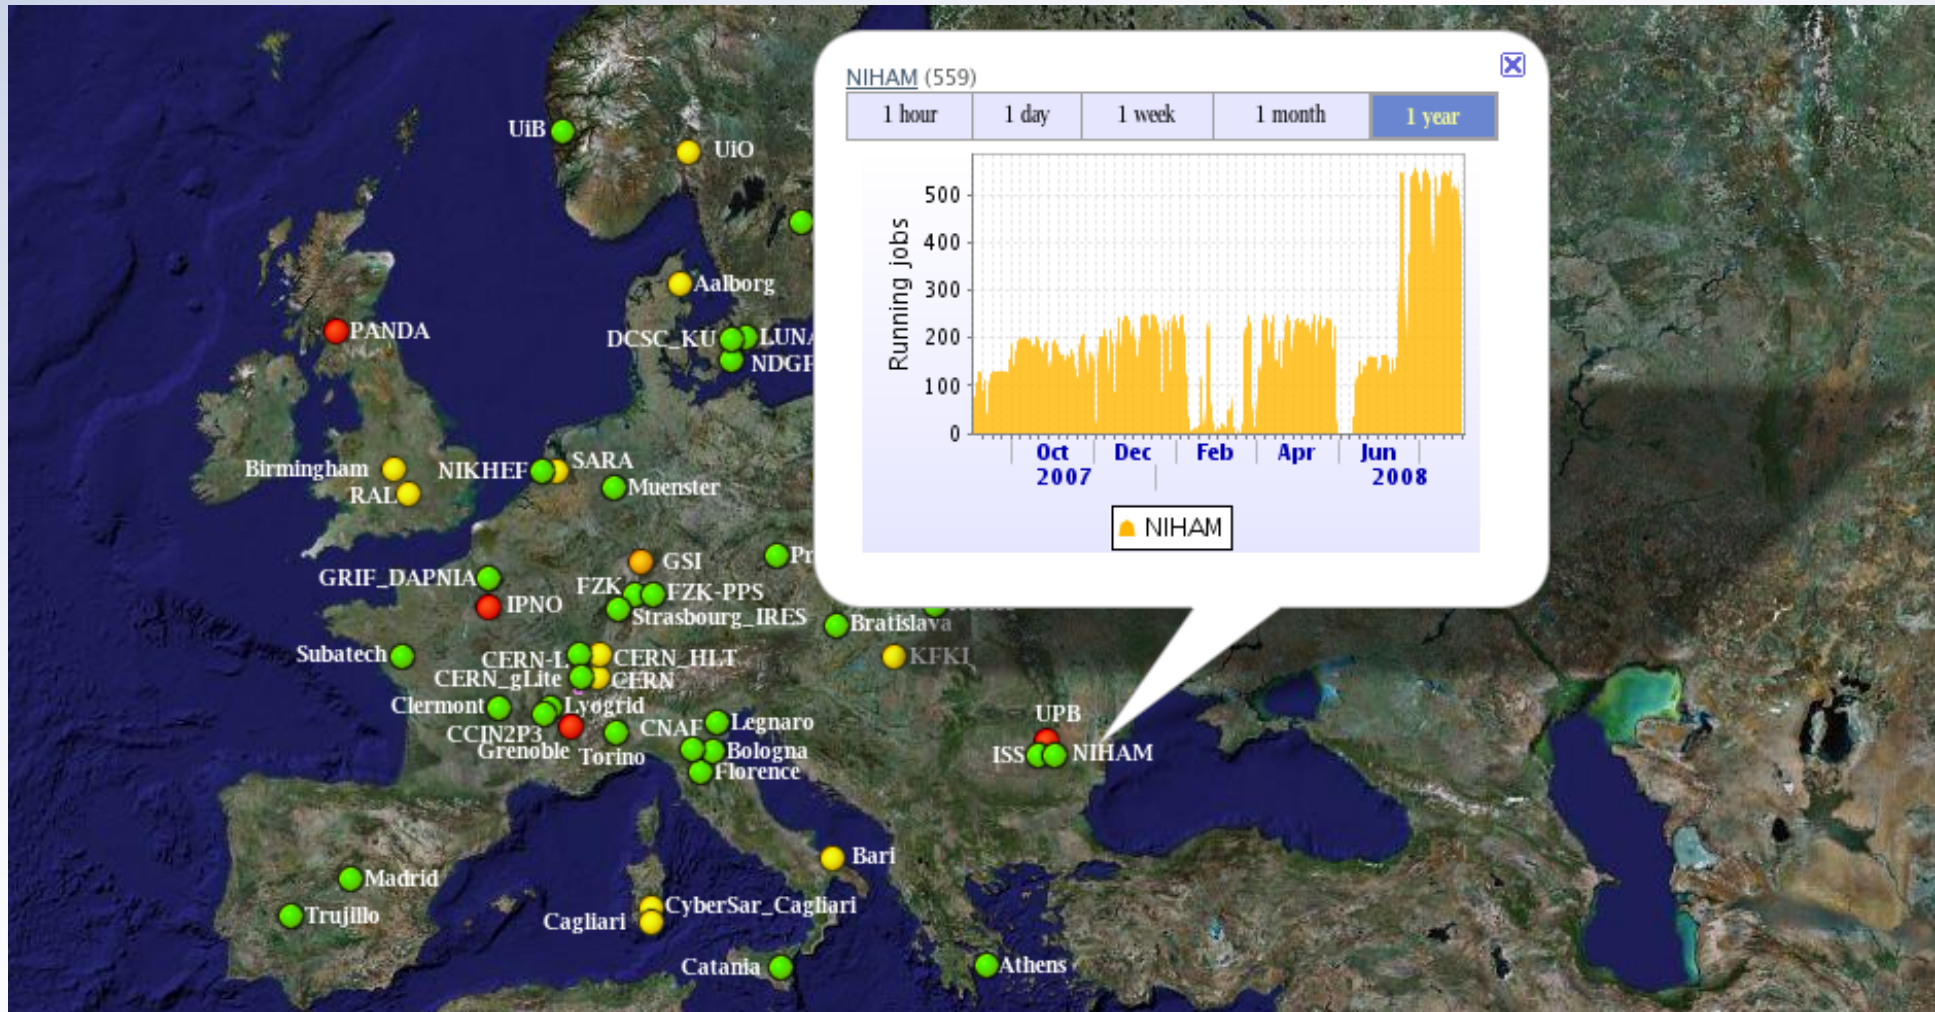 NIHAM (559)
1 hour
1 day
1 week
1 month
1 year
500
400
300
200
100
0
Running jobs
Oct
Dec
Feb
Apr
Jun
2007
2008
NIHAM
UiB
UiO
Aalborg
PANDA
DCSC_KU
NIKHEF
SARA
Birmingham
RAL
Muenster
GSI
GRIF_DAPNIA
FZK
FZK-PPS
IPNO
Strasbourg_IRES
Bratislava
Subatech
CERN-L
CERN_HLT
KFKI
CERN_gLite
CERN
Clermont
Lyogrid
UPB
CCIN2P3
CNAF
Legnaro
Grenoble
Torino
Bologna
ISS
NIHAM
Florence
Bari
Madrid
CyberSar_Cagliari
Trujillo
Cagliari
Catania
Athens